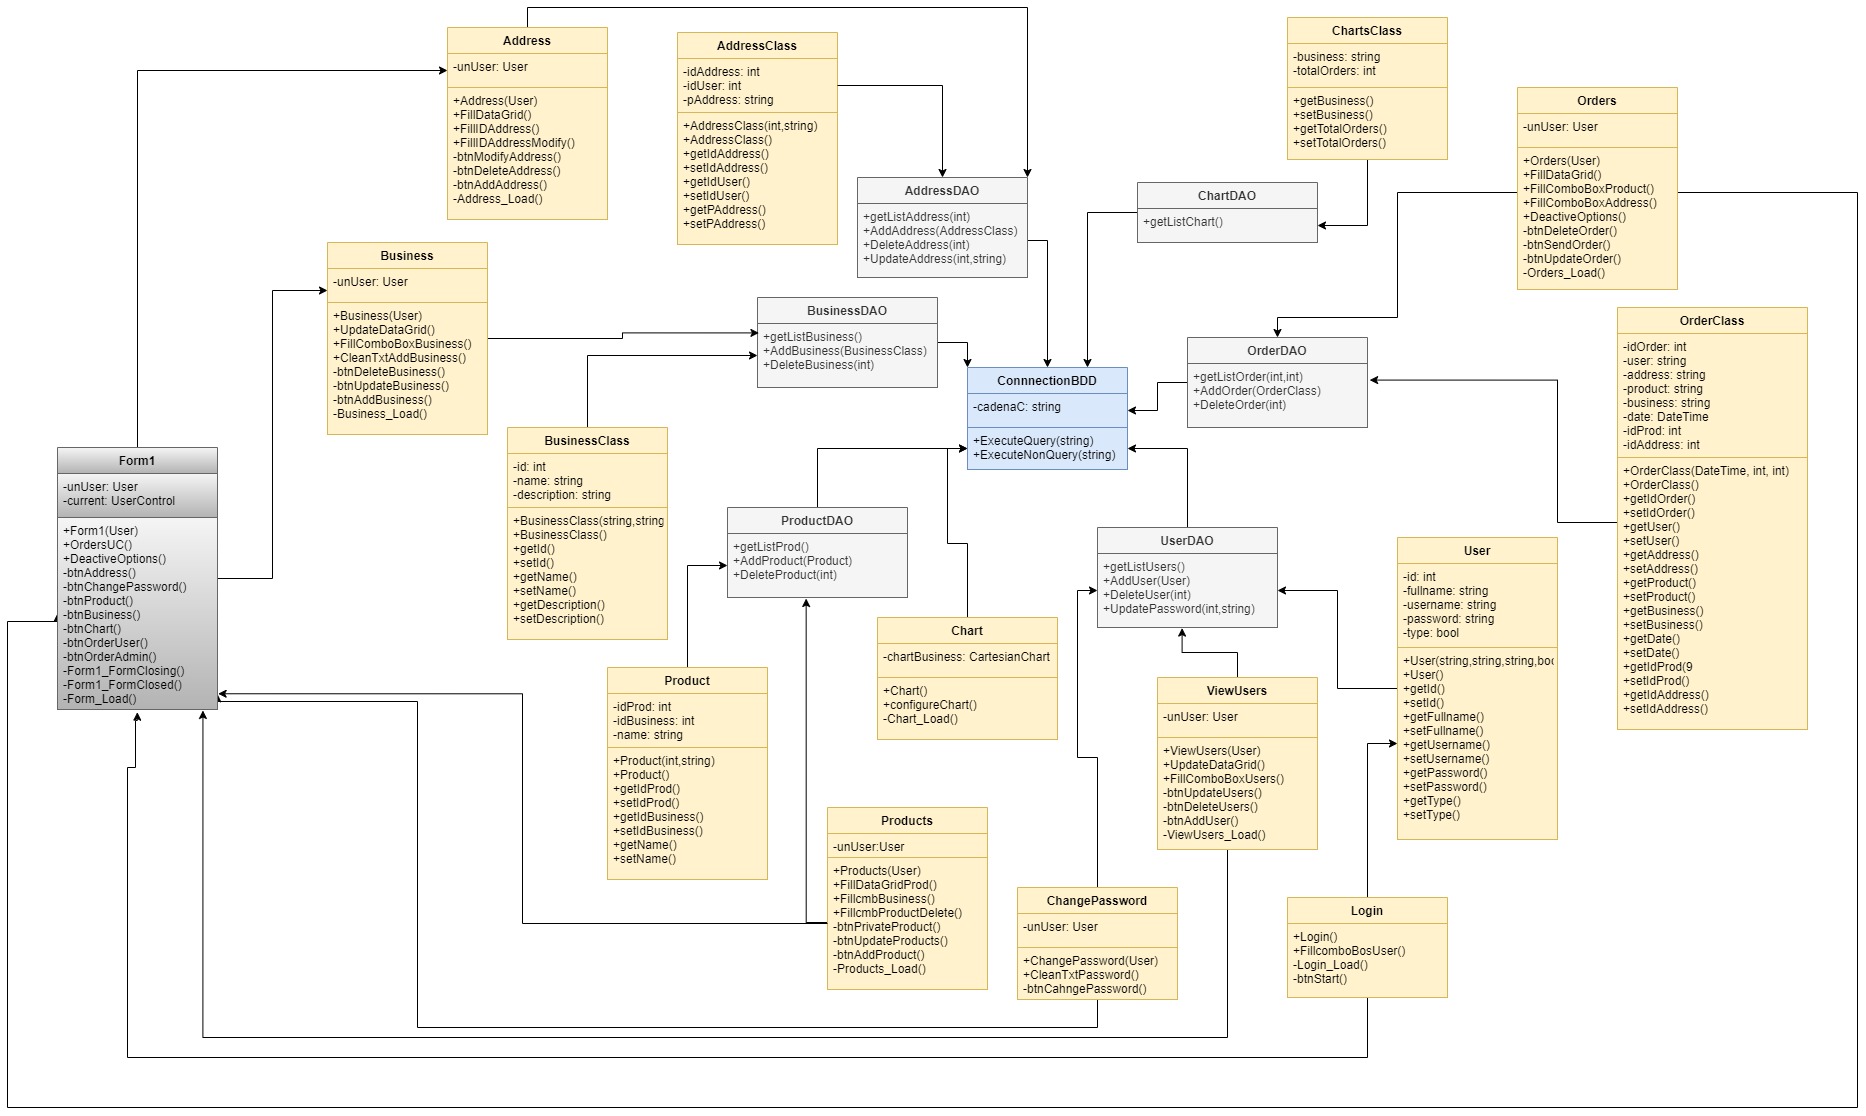 Address
-unUser: User
+Address(User)
+FillDataGrid()
+FillIDAddress()
+FillIDAddressModify()
-btnModifyAddress()
-btnDeleteAddress()
-btnAddAddress()
-Address_Load()
AddressClass
-idAddress: int
-idUser: int
-pAddress: string
+AddressClass(int,string)
+AddressClass()
+getIdAddress()
+setIdAddress()
+getIdUser()
+setIdUser()
+getPAddress()
+setPAddress()
AddressDAO
+getListAddress(int)
+AddAddress(AddressClass)
+DeleteAddress(int)
+UpdateAddress(int,string)
ChartsClass
-business: string
-totalOrders: int
+getBusiness()
+setBusiness()
+getTotalOrders()
+setTotalOrders()
ChartDAO
+getListChart()
Orders
-unUser: User
+Orders(User)
+FillDataGrid()
+FillComboBoxProduct()
+FillComboBoxAddress()
+DeactiveOptions()
-btnDeleteOrder()
-btnSendOrder()
-btnUpdateOrder()
-Orders_Load()
Business
-unUser: User
+Business(User)
+UpdateDataGrid()
+FillComboBoxBusiness()
+CleanTxtAddBusiness()
-btnDeleteBusiness()
-btnUpdateBusiness()
-btnAddBusiness()
-Business_Load()
BusinessDAO
+getListBusiness()
+AddBusiness(BusinessClass)
+DeleteBusiness(int)
ConnnectionBDD
-cadenaC: string
+ExecuteQuery(string)
+ExecuteNonQuery(string)
OrderDAO
+getListOrder(int,int)
+AddOrder(OrderClass)
+DeleteOrder(int)
OrderClass
-idOrder: int
-user: string
-address: string
-product: string
-business: string
-date: DateTime
-idProd: int
-idAddress: int
+OrderClass(DateTime, int, int)
+OrderClass()
+getIdOrder()
+setIdOrder()
+getUser()
+setUser()
+getAddress()
+setAddress()
+getProduct()
+setProduct()
+getBusiness()
+setBusiness()
+getDate()
+setDate()
+getIdProd(9
+setIdProd()
+getIdAddress()
+setIdAddress()
BusinessClass
-id: int
-name: string
-description: string
+BusinessClass(string,string
+BusinessClass()
+getId()
+setId()
+getName()
+setName()
+getDescription()
+setDescription()
Form1
-unUser: User
-current: UserControl
+Form1(User)
+OrdersUC()
+DeactiveOptions()
-btnAddress()
-btnChangePassword()
-btnProduct()
-btnBusiness()
-btnChart()
-btnOrderUser()
-btnOrderAdmin()
-Form1_FormClosing()
-Form1_FormClosed()
-Form_Load()
ProductDAO
+getListProd()
+AddProduct(Product)
+DeleteProduct(int)
UserDAO
+getListUsers()
+AddUser(User)
+DeleteUser(int)
+UpdatePassword(int,string)
User
-id: int
-fullname: string
-username: string
-password: string
-type: bool
+User(string,string,string,boo
+User()
+getId()
+setId()
+getFullname()
+setFullname()
+getUsername()
+setUsername()
+getPassword()
+setPassword()
+getType()
+setType()
Chart
-chartBusiness: CartesianChart
+Chart()
+configureChart()
-Chart_Load()
Product
-idProd: int
-idBusiness: int
-name: string
+Product(int,string)
+Product()
+getIdProd()
+setIdProd()
+getIdBusiness()
+setIdBusiness()
+getName()
+setName()
ViewUsers
-unUser: User
+ViewUsers(User)
+UpdateDataGrid()
+FillComboBoxUsers()
-btnUpdateUsers()
-btnDeleteUsers()
-btnAddUser()
-ViewUsers_Load()
Products
-unUser:User
+Products(User)
+FillDataGridProd()
+FillcmbBusiness()
+FillcmbProductDelete()
-btnPrivateProduct()
-btnUpdateProducts()
-btnAddProduct()
-Products_Load()
ChangePassword
-unUser: User
+ChangePassword(User)
+CleanTxtPassword()
-btnCahngePassword()
Login
+Login()
+FillcomboBosUser()
-Login_Load()
-btnStart()